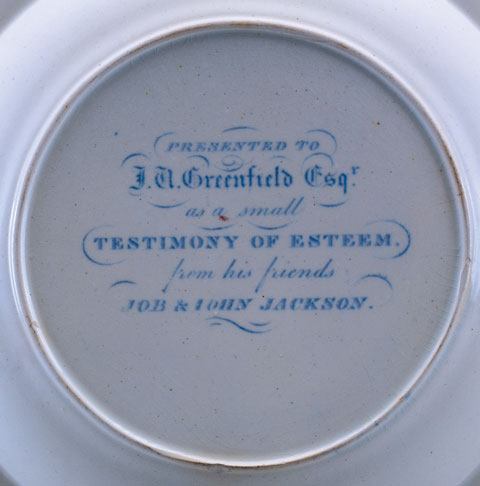 PRESENTED TO
J.U. Greenfield Esqr.
as a small
TESTIMONY OF ESTEEM.
from his friends
JOB & JOHN JACKSON.